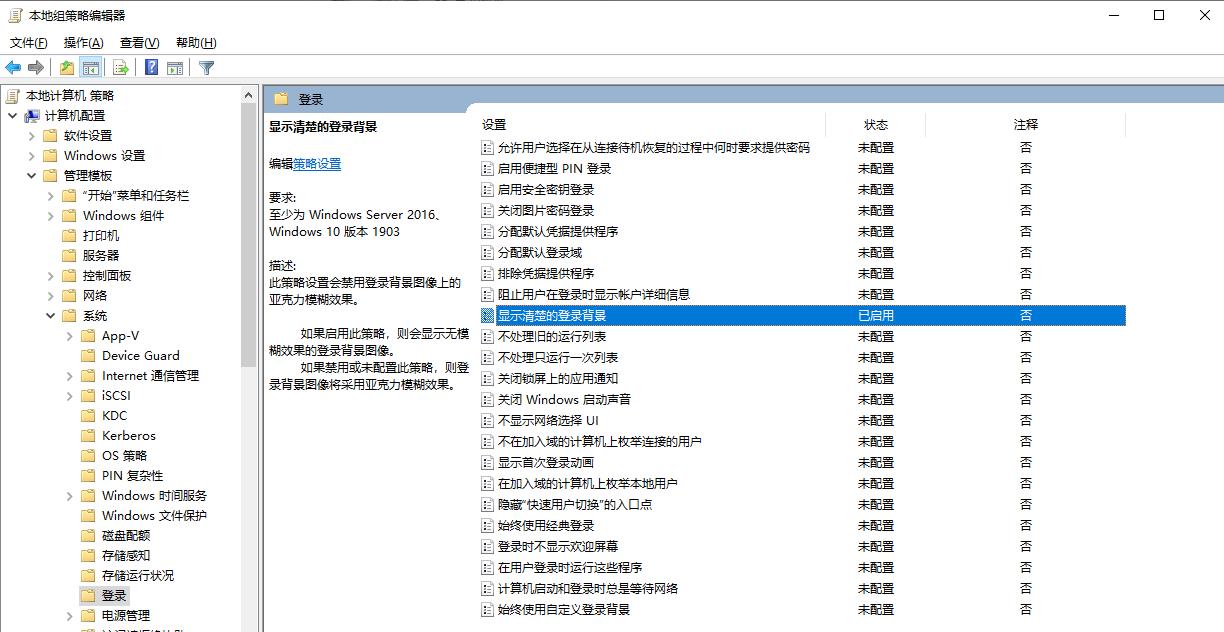 本地组策略编辑器
文件(F) 操作(A) 查看(V) 帮助(H)
本地计算机 策略
计算机配置
软件设置
Windows 设置
管理模板
“开始”菜单和任务栏
Windows 组件
打印机
服务器
控制面板
网络
系统
App-V
Device Guard
Internet 通信管理
iSCSI
KDC
Kerberos
OS 策略
PIN 复杂性
Windows 时间服务
Windows 文件保护
磁盘配额
存储感知
存储运行状况
登录
电源管理
登录
显示清楚的登录背景
编辑策略设置
要求:
至少为 Windows Server 2016、
Windows 10 版本 1903
描述:
此策略设置会禁用登录背景图像上的
亚克力模糊效果。
如果启用此策略，则会显示无模
糊效果的登录背景图像。
如果禁用或未配置此策略，则登
录背景图像将采用亚克力模糊效果。
设置 状态 注释
允许用户选择在从连接待机恢复的过程中何时要求提供密码 未配置 否
启用便捷型 PIN 登录 未配置 否
启用安全密钥登录 未配置 否
关闭图片密码登录 未配置 否
分配默认凭据提供程序 未配置 否
分配默认登录域 未配置 否
排除凭据提供程序 未配置 否
阻止用户在登录时显示帐户详细信息 未配置 否
显示清楚的登录背景 已启用 否
不处理旧的运行列表 未配置 否
不处理只运行一次列表 未配置 否
关闭锁屏上的应用通知 未配置 否
关闭 Windows 启动声音 未配置 否
不显示网络选择 UI 未配置 否
不在加入域的计算机上枚举连接的用户 未配置 否
显示首次登录动画 未配置 否
在加入域的计算机上枚举本地用户 未配置 否
隐藏“快速用户切换”的入口点 未配置 否
始终使用经典登录 未配置 否
登录时不显示欢迎屏幕 未配置 否
在用户登录时运行这些程序 未配置 否
计算机启动和登录时总是等待网络 未配置 否
始终使用自定义登录背景 未配置 否